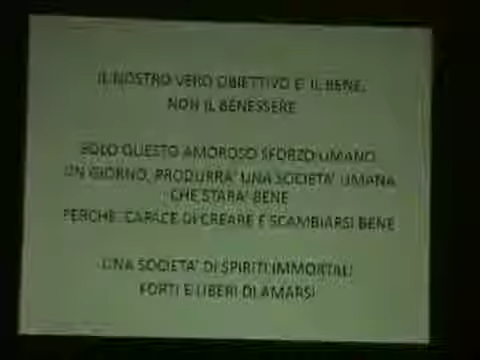 IL NOSTRO VERO OBIETTIVO E' IL BENE,
NON IL BENESSERE
SOLO QUESTO AMOROSO SFORZO UMANO
UN GIORNO, PRODURRA' UNA SOCIETA' UMANA
CHE STARA' BENE
PERCHE' CAPACE DI CREARE E SCAMBIARSI BENE
UNA SOCIETA' DI SPIRITI IMMORTALI
FORTI E LIBERI DI AMARSI